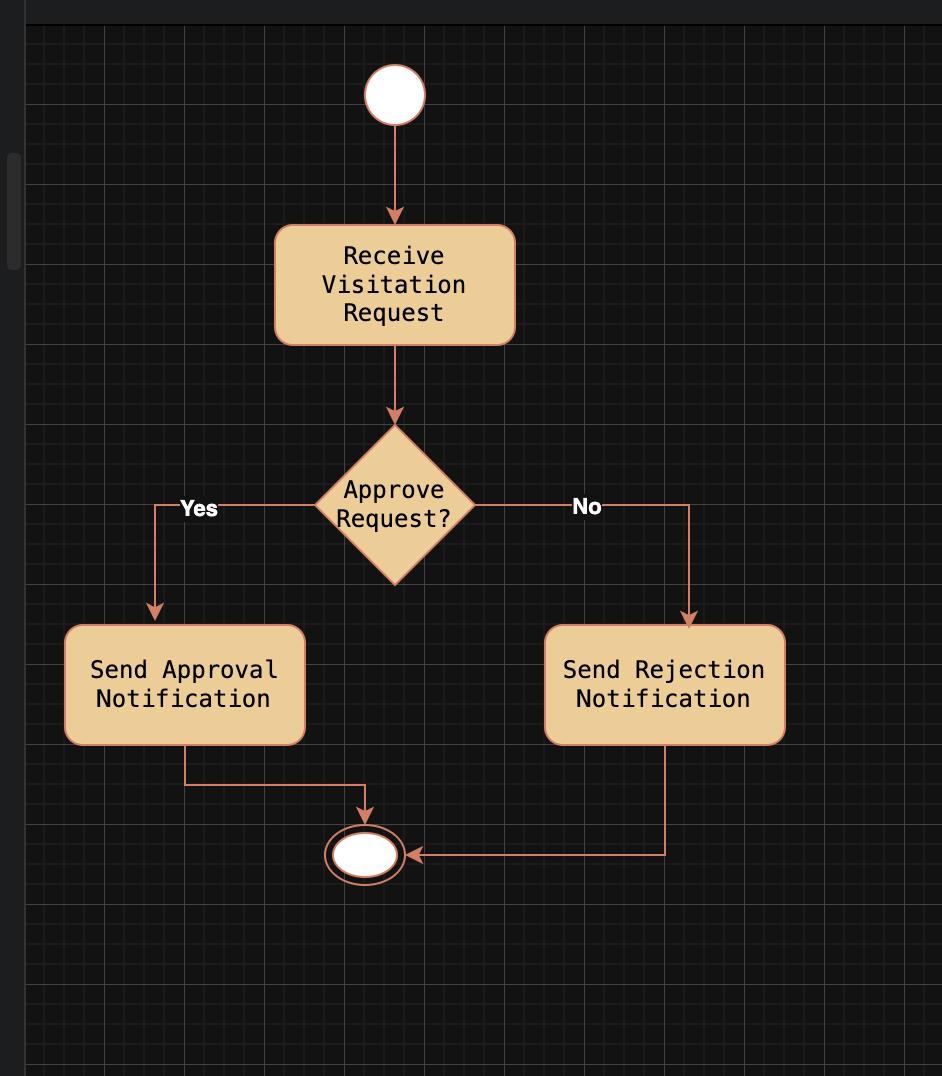 Receive
Visitation
Request
Approve
Request?
Yes
No
Send Approval
Notification
Send Rejection
Notification